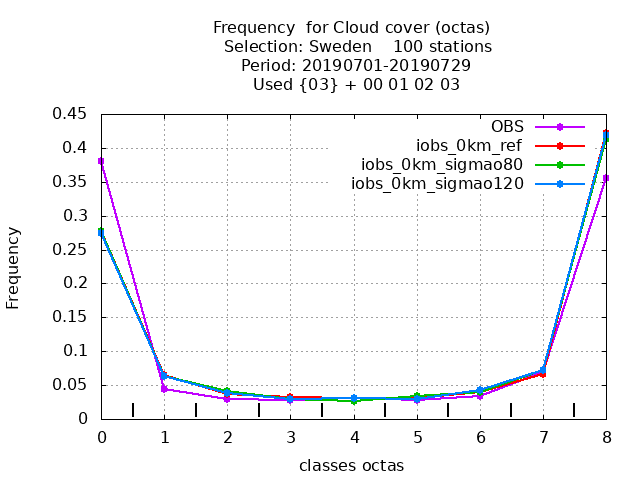 Frequency  for Cloud cover (octas)
Selection: Sweden    100 stations
Period: 20190701-20190729
Used {03} + 00 01 02 03
OBS
iobs_0km_ref
iobs_0km_sigmao80
iobs_0km_sigmao120
Frequency
0.45
0.4
0.35
0.3
0.25
0.2
0.15
0.1
0.05
0
0 1 2 3 4 5 6 7 8
classes octas